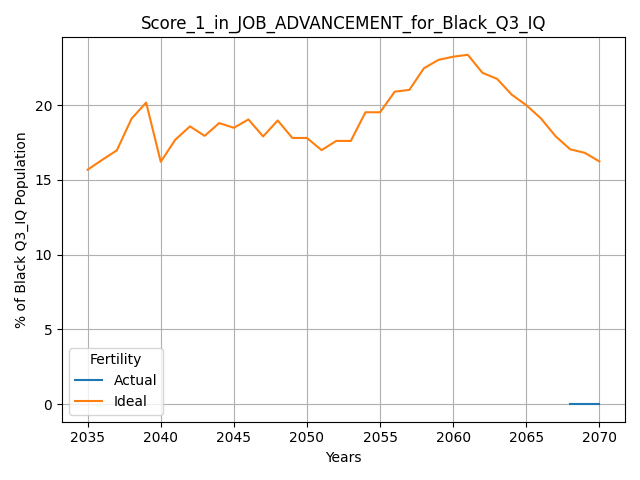 Score_1_in_JOB_ADVANCEMENT_for_Black_Q3_IQ
% of Black Q3_IQ Population
20
15
10
5
0
Fertility
Actual
Ideal
2035 2040 2045 2050 2055 2060 2065 2070
Years